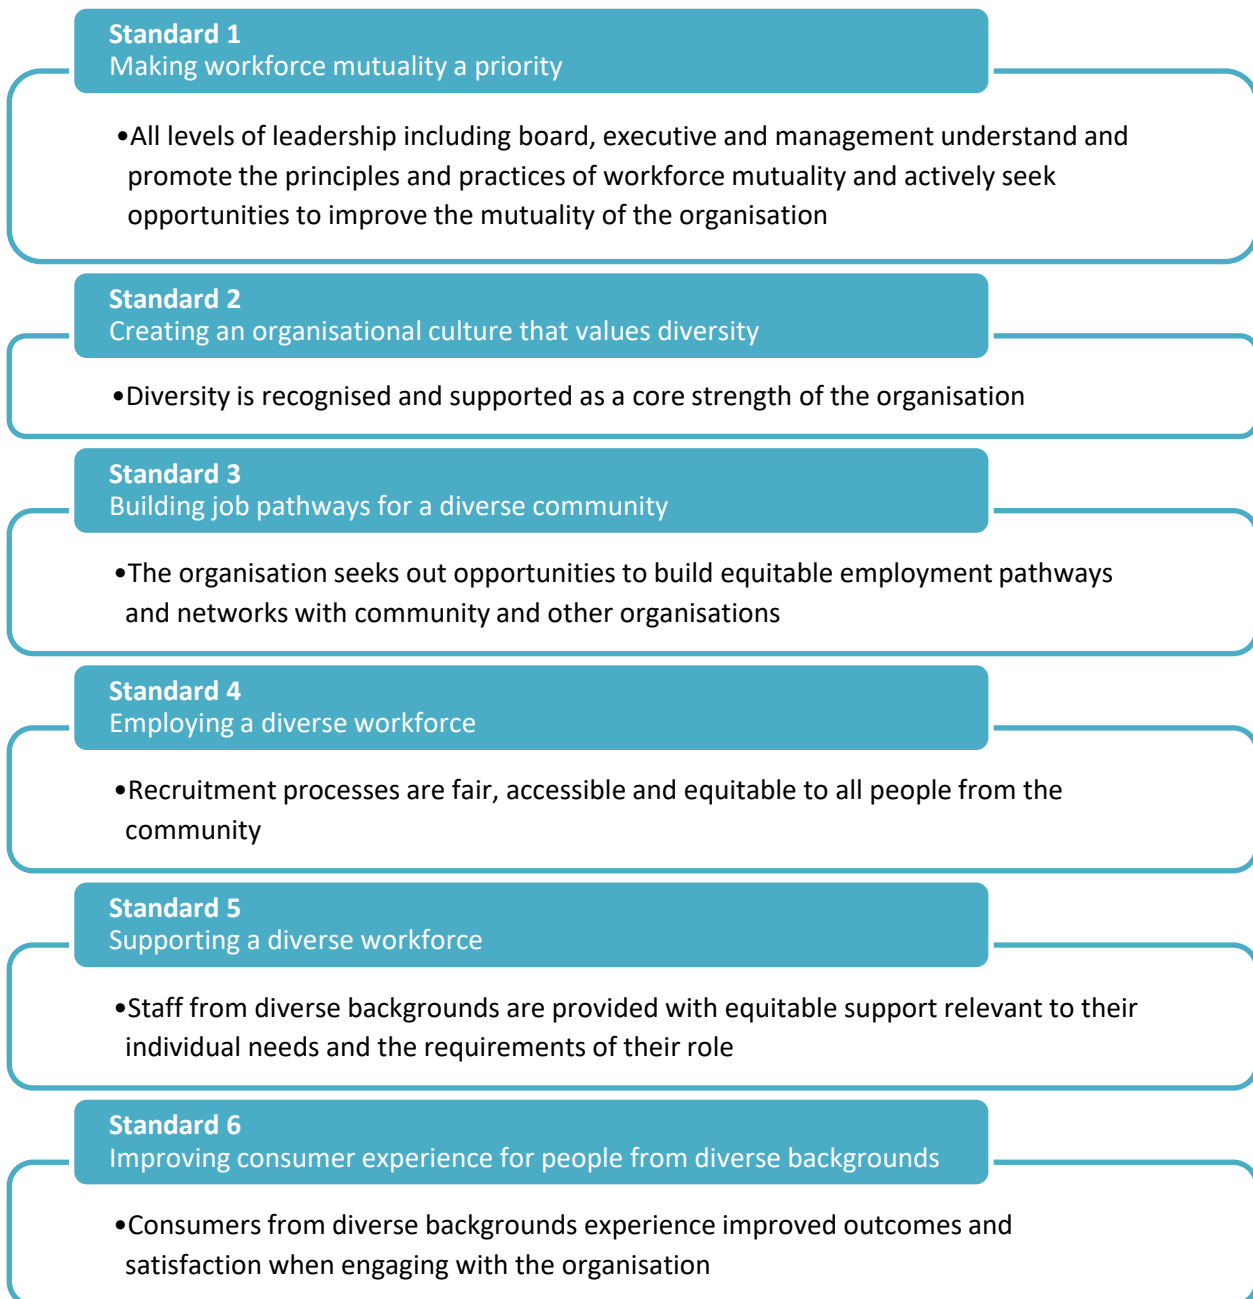 Standard 1
Making workforce mutuality a priority
•All levels of leadership including board, executive and management understand and
promote the principles and practices of workforce mutuality and actively seek
opportunities to improve the mutuality of the organisation
Standard 2
Creating an organisational culture that values diversity
•Diversity is recognised and supported as a core strength of the organisation
Standard 3
Building job pathways for a diverse community
•The organisation seeks out opportunities to build equitable employment pathways
and networks with community and other organisations
Standard 4
Employing a diverse workforce
•Recruitment processes are fair, accessible and equitable to all people from the
community
Standard 5
Supporting a diverse workforce
•Staff from diverse backgrounds are provided with equitable support relevant to their
individual needs and the requirements of their role
Standard 6
Improving consumer experience for people from diverse backgrounds
•Consumers from diverse backgrounds experience improved outcomes and
satisfaction when engaging with the organisation